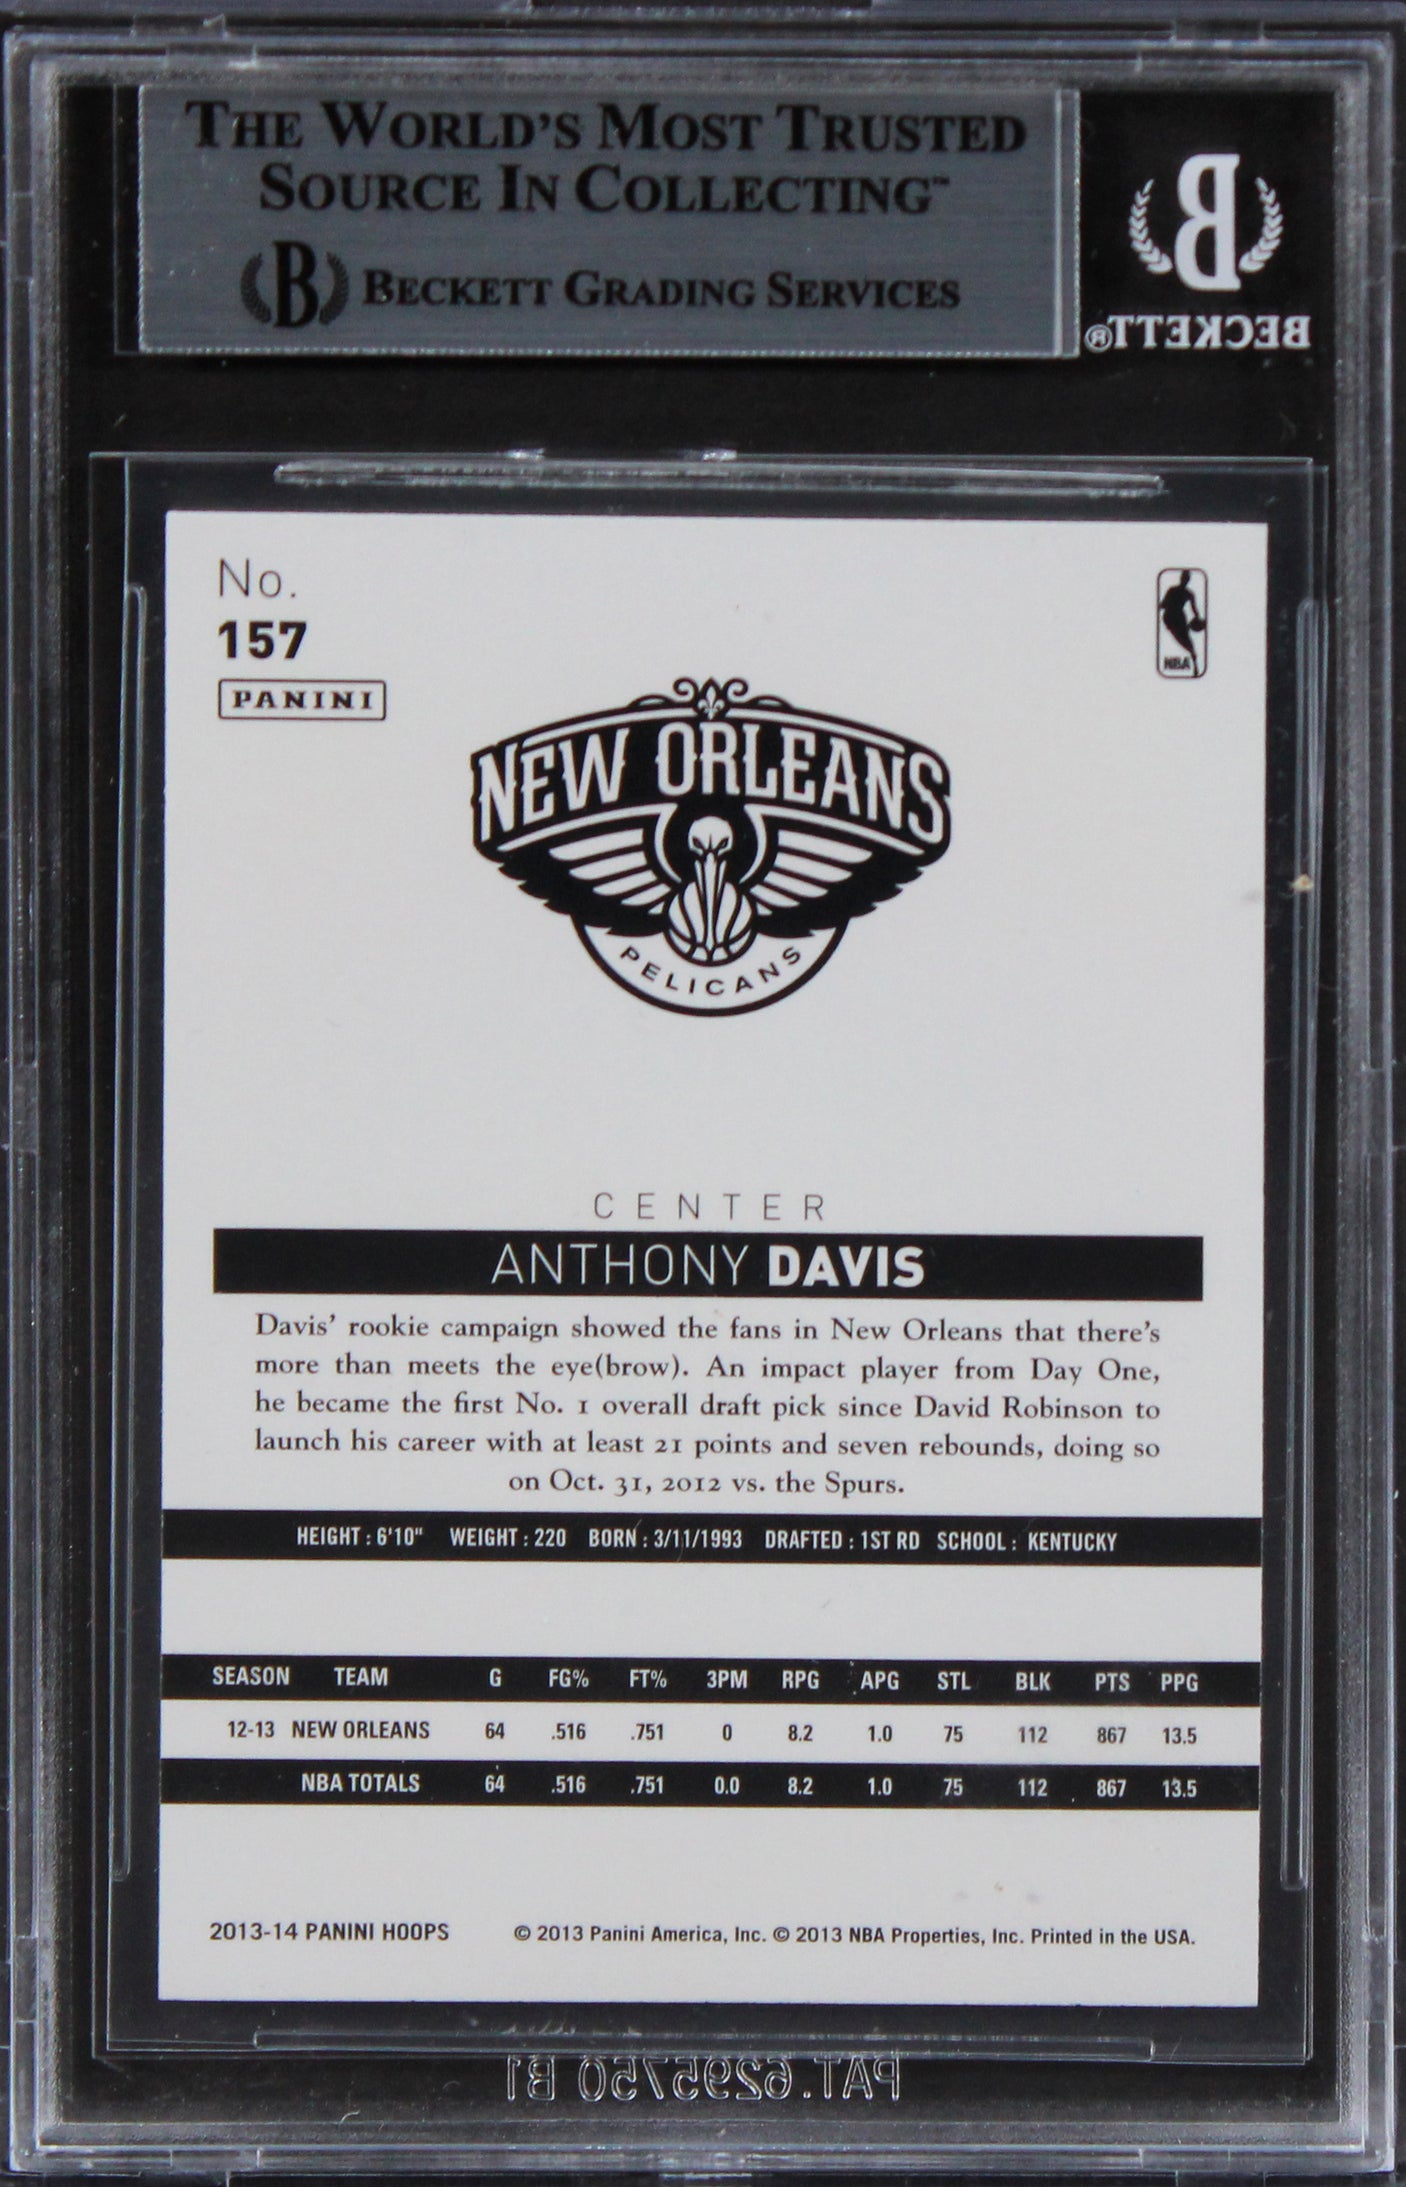 THE WORLD'S MOST TRUSTED
SOURCE IN COLLECTING™
B BECKETT GRADING SERVICES
B
BECKETT®
No.
157
PANINI
NBA
NEW ORLEANS
PELICANS
CENTER
ANTHONY DAVIS
Davis' rookie campaign showed the fans in New Orleans that there's
more than meets the eye(brow). An impact player from Day One,
he became the first No. 1 overall draft pick since David Robinson to
launch his career with at least 21 points and seven rebounds, doing so
on Oct. 31, 2012 vs. the Spurs.
HEIGHT : 6'10" WEIGHT : 220 BORN : 3/11/1993 DRAFTED : 1ST RD SCHOOL : KENTUCKY
SEASON TEAM G FG% FT% 3PM RPG APG STL BLK PTS PPG
12-13 NEW ORLEANS 64 .516 .751 0 8.2 1.0 75 112 867 13.5
NBA TOTALS 64 .516 .751 0.0 8.2 1.0 75 112 867 13.5
2013-14 PANINI HOOPS © 2013 Panini America, Inc. © 2013 NBA Properties, Inc. Printed in the USA.
PAT. 6295750 B1